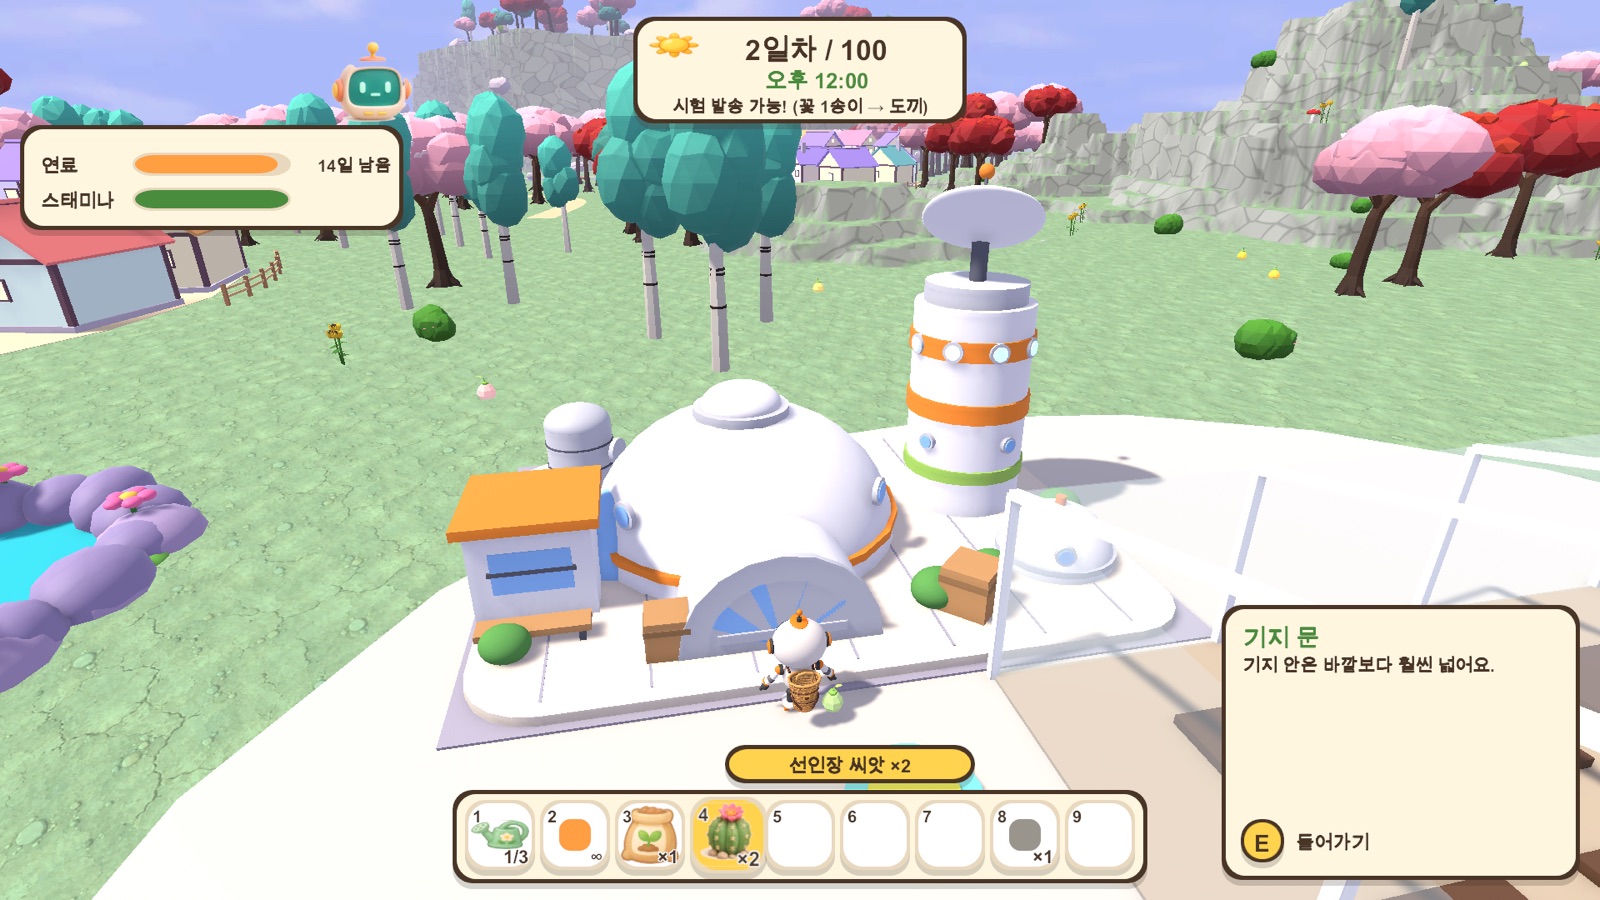 2일차 / 100
오후 12:00
시험 발송 가능! (꽃 1송이 → 도끼)
연료
14일 남음
스태미나
기지 문
기지 안은 바깥보다 훨씬 넓어요.
E 들어가기
선인장 씨앗 ×2
1 2 3 4 5 6 7 8 9
1/3 ∞ ×1 ×2 ×1